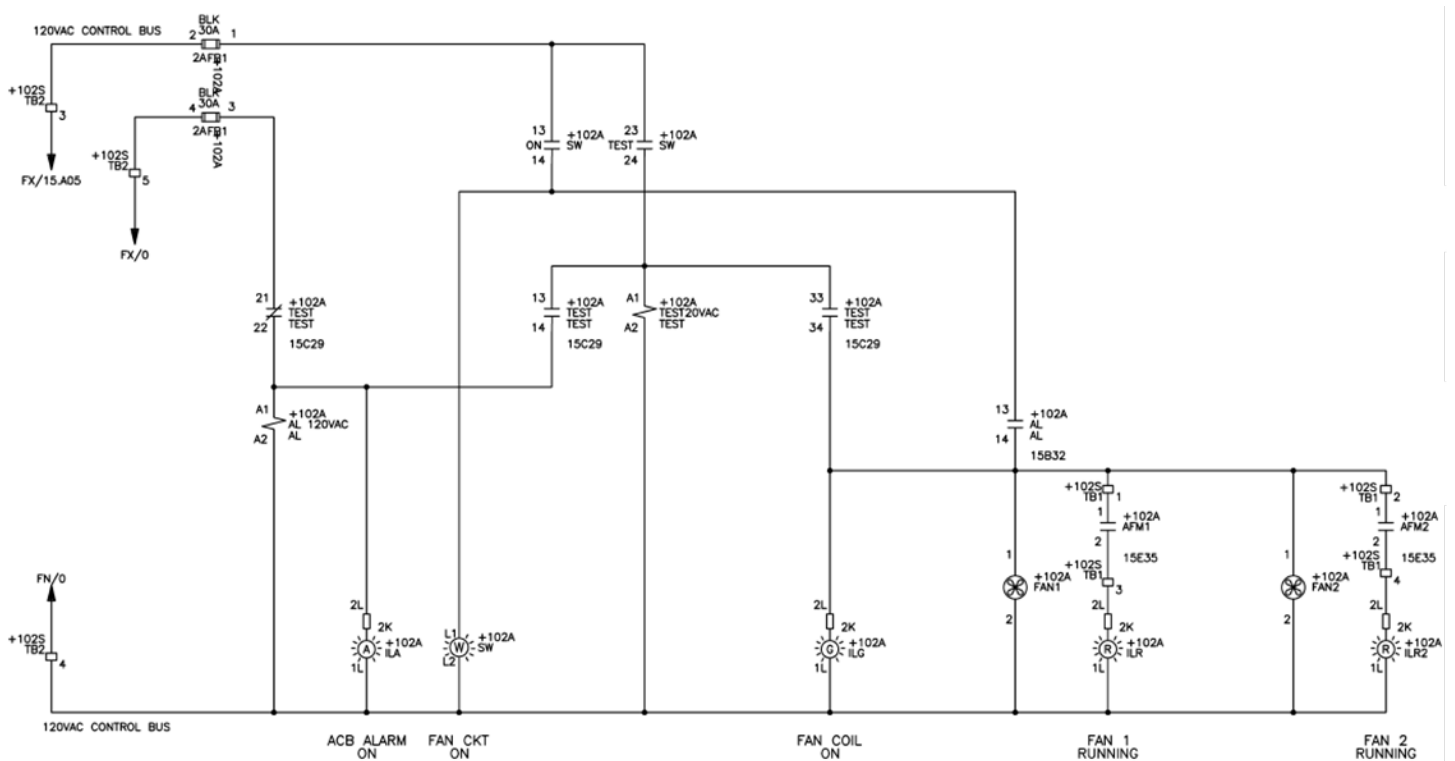 120VAC CONTROL BUS
BLK
30A
2 1
2AFB1
+102A
+102S
TB2
3
FX/15.A05
BLK
30A
4 3
2AFB1
+102A
+102S
TB2
5
FX/0
13
ON
14
+102A
SW
23
TEST
24
+102A
SW
21
22
+102A
TEST
TEST
15C29
13
14
+102A
TEST
TEST
15C29
A1
A2
+102A
TEST20VAC
TEST
33
34
+102A
TEST
TEST
15C29
A1
A2
+102A
AL 120VAC
AL
13
14
+102A
AL
AL
15B32
+102S
TB1
1
1
2
+102A
AFM1
15E35
+102S
TB1
3
+102S
TB1
2
1
2
+102A
AFM2
15E35
+102S
TB1
4
FN/0
+102S
TB2
4
2L
2K
A
+102A
ILA
1L
L1
W
L2
+102A
SW
2L
2K
G
+102A
ILG
1L
1
+102A
FAN1
2
2L
2K
R
+102A
ILR
1L
1
+102A
FAN2
2
2L
2K
R
+102A
ILR2
1L
120VAC CONTROL BUS
ACB ALARM
ON
FAN CKT
ON
FAN COIL
ON
FAN 1
RUNNING
FAN 2
RUNNING